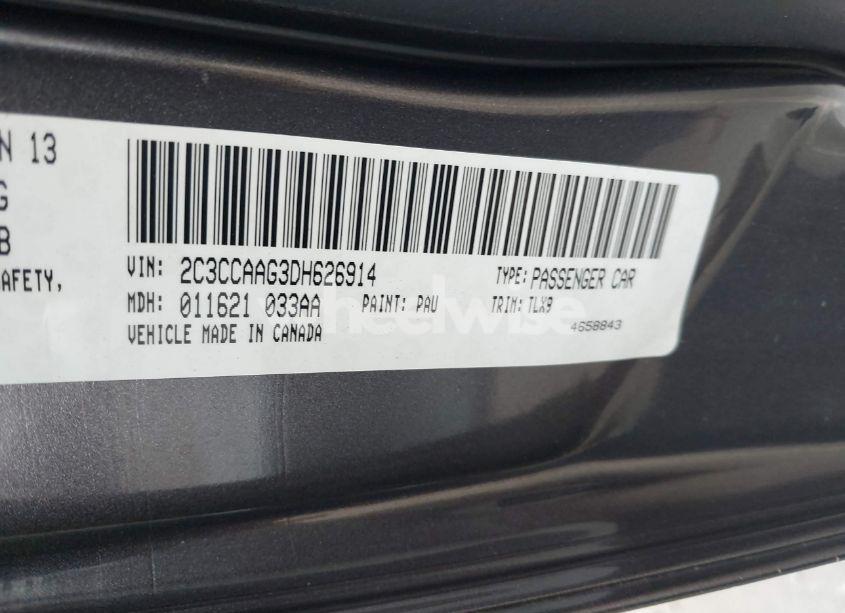 N 13
G
B
AFETY,
VIN: 2C3CCAAG3DH626914 TYPE: PASSENGER CAR
MDH: 011621 033AA PAINT: PAU TRIM: TLX9
VEHICLE MADE IN CANADA 4658843
wheelwise